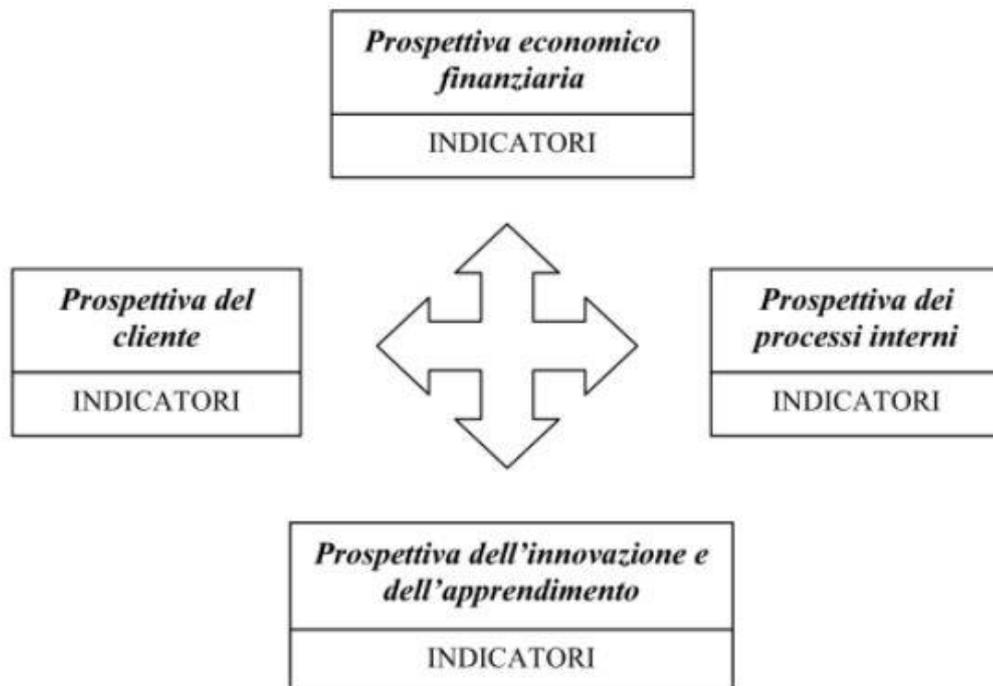 Prospettiva economico
finanziaria
INDICATORI
Prospettiva del
cliente
INDICATORI
Prospettiva dei
processi interni
INDICATORI
Prospettiva dell’innovazione e
dell’apprendimento
INDICATORI